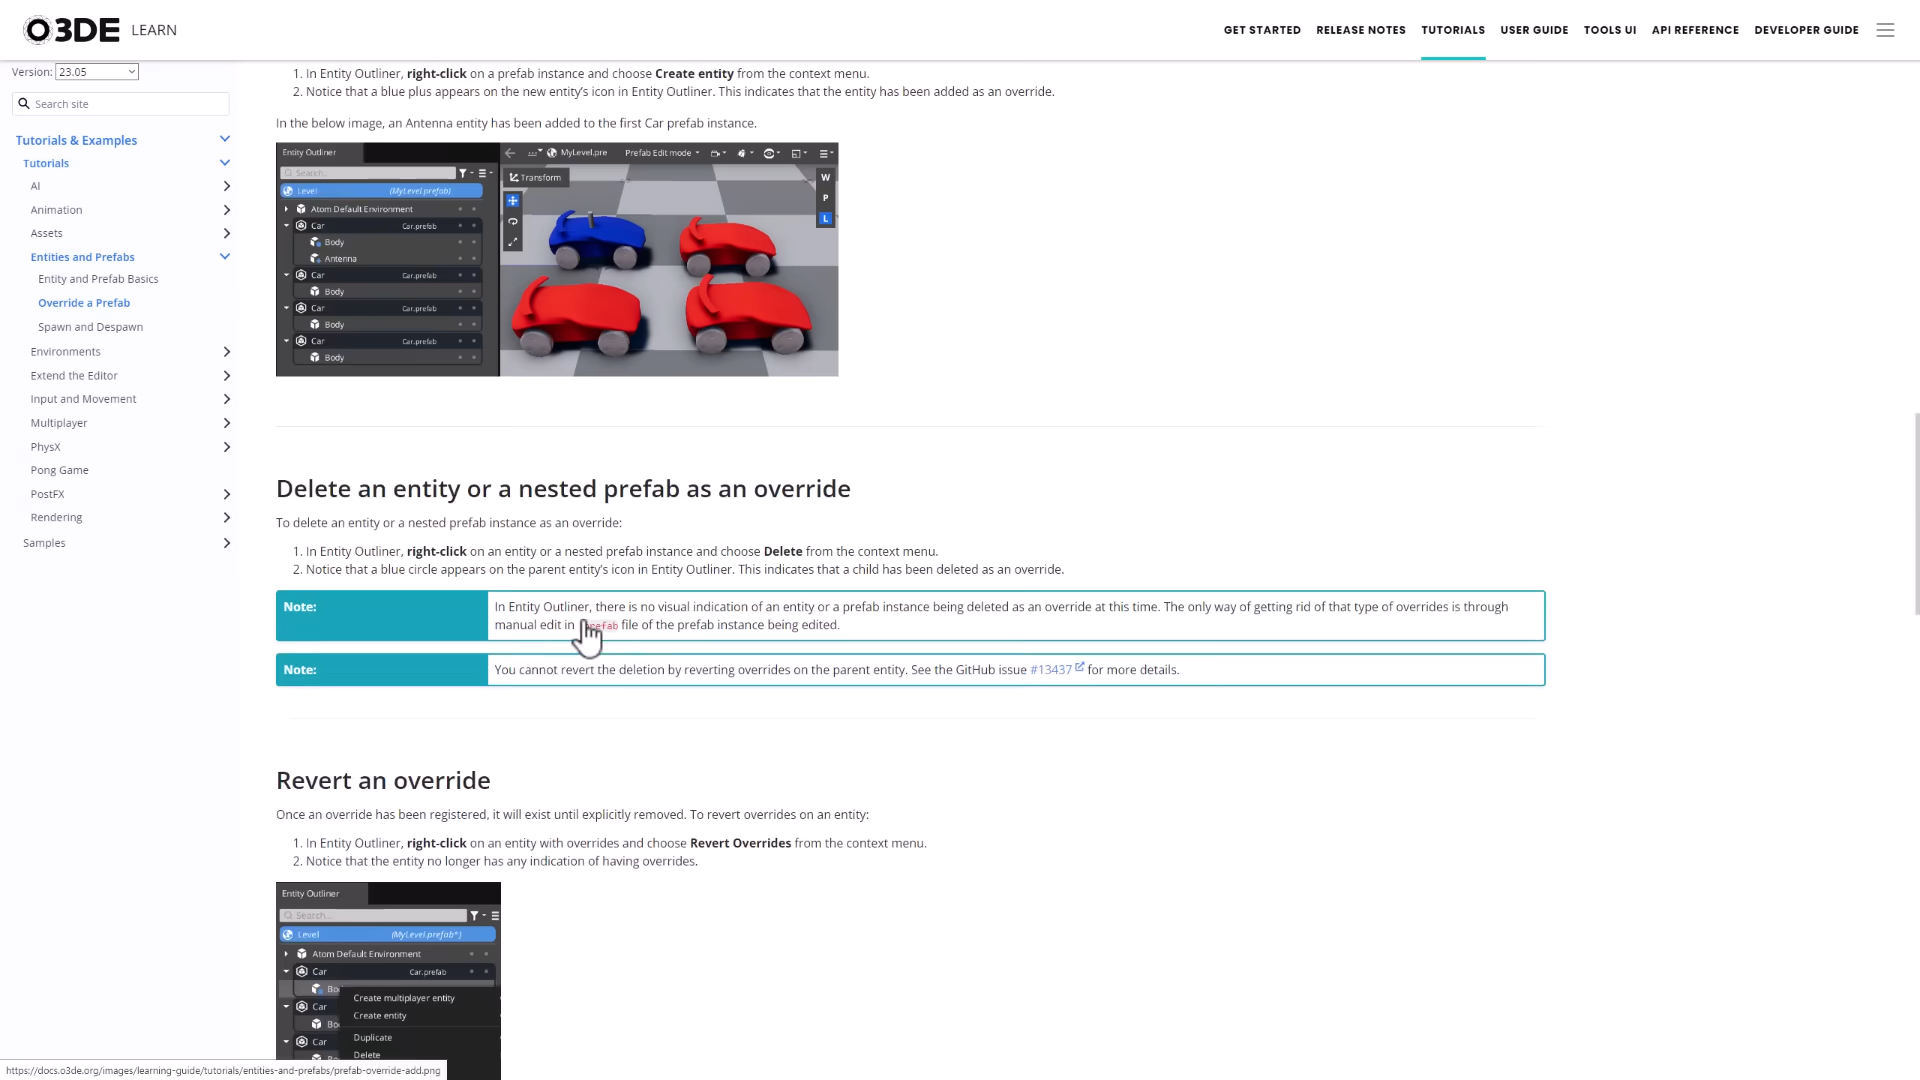 O3DE LEARN
GET STARTED RELEASE NOTES TUTORIALS USER GUIDE TOOLS UI API REFERENCE DEVELOPER GUIDE
Version: 23.05
Search site
Tutorials & Examples
Tutorials
AI
Animation
Assets
Entities and Prefabs
Entity and Prefab Basics
Override a Prefab
Spawn and Despawn
Environments
Extend the Editor
Input and Movement
Multiplayer
PhysX
Pong Game
PostFX
Rendering
Samples
1. In Entity Outliner, right-click on a prefab instance and choose Create entity from the context menu.
2. Notice that a blue plus appears on the new entity's icon in Entity Outliner. This indicates that the entity has been added as an override.
In the below image, an Antenna entity has been added to the first Car prefab instance.
Entity Outliner
Search...
Level (MyLevel.prefab)
Atom Default Environment
Car Car.prefab
Body
Antenna
Car Car.prefab
Body
Car Car.prefab
Body
Car Car.prefab
Body
MyLevel.pre Prefab Edit mode
Transform
W
P
L
Delete an entity or a nested prefab as an override
To delete an entity or a nested prefab instance as an override:
1. In Entity Outliner, right-click on an entity or a nested prefab instance and choose Delete from the context menu.
2. Notice that a blue circle appears on the parent entity's icon in Entity Outliner. This indicates that a child has been deleted as an override.
Note:
In Entity Outliner, there is no visual indication of an entity or a prefab instance being deleted as an override at this time. The only way of getting rid of that type of overrides is through
manual edit in refab file of the prefab instance being edited.
Note:
You cannot revert the deletion by reverting overrides on the parent entity. See the GitHub issue #13437 for more details.
Revert an override
Once an override has been registered, it will exist until explicitly removed. To revert overrides on an entity:
1. In Entity Outliner, right-click on an entity with overrides and choose Revert Overrides from the context menu.
2. Notice that the entity no longer has any indication of having overrides.
Entity Outliner
Search...
Level (MyLevel.prefab*)
Atom Default Environment
Car Car.prefab
Bo
Create multiplayer entity
Car
Create entity
Bo
Duplicate
Car
Delete
https://docs.o3de.org/images/learning-guide/tutorials/entities-and-prefabs/prefab-override-add.png